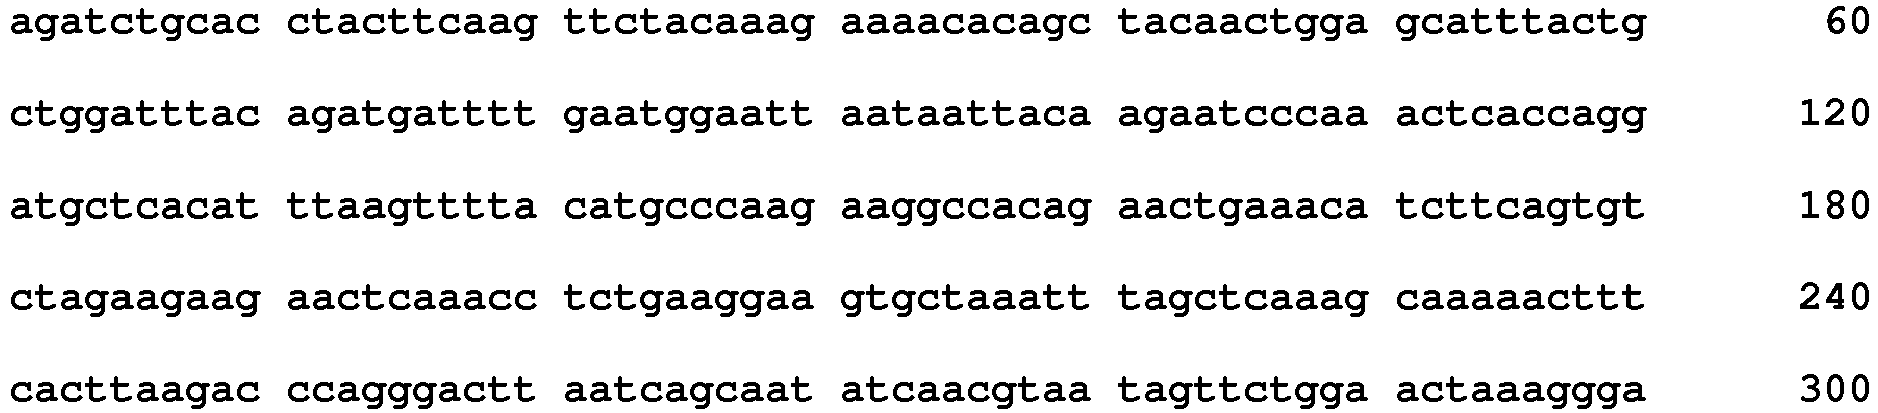 agatctgcac ctacttcaag ttctacaaag aaaacacagc tacaactgga gcatttactg 60
ctggatttac agatgatttt gaatggaatt aataattaca agaatcccaa actcaccagg 120
atgctcacat ttaagtttta catgcccaag aaggccacag aactgaaaca tcttcagtgt 180
ctagaagaag aactcaaacc tctgaaggaa gtgctaaatt tagctcaaag caaaaacttt 240
cacttaagac ccagggactt aatcagcaat atcaacgtaa tagttctgga actaaaggga 300